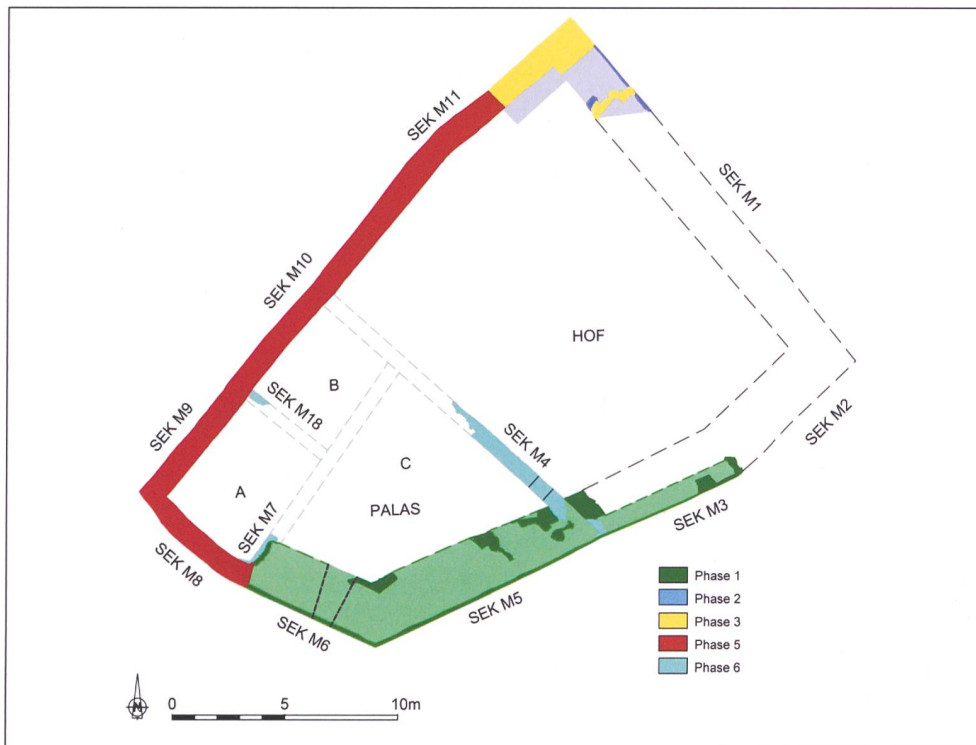 SEK M11
SEK M1
SEK M10
HOF
B
SEK M18
SEK M9
SEK M2
SEK M4
C
A
PALAS
SEK M7
SEK M3
SEK M8
SEK M5
SEK M6
Phase 1
Phase 2
Phase 3
Phase 5
Phase 6
N
0 5 10m